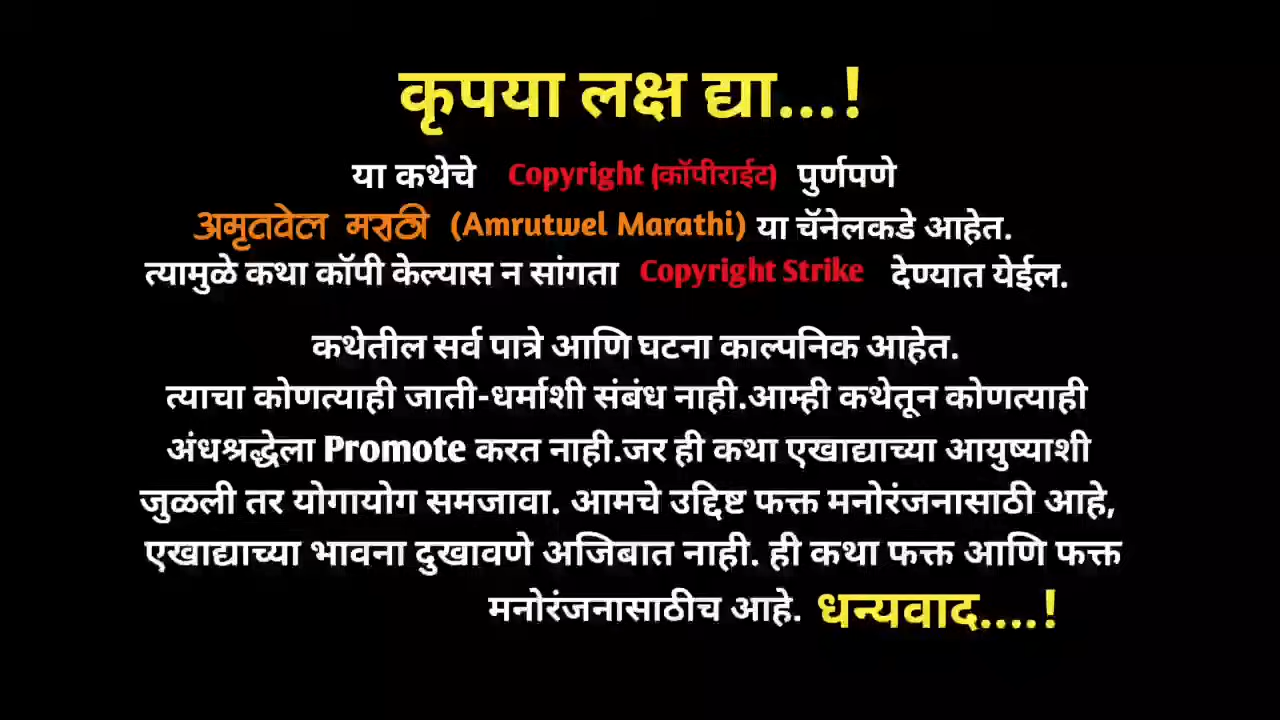 कृपया लक्ष द्या...!
या कथेचे Copyright (कॉपीराईट) पुर्णपणे
अमृतवेल मराठी (Amrutwel Marathi) या चॅनेलकडे आहेत.
त्यामुळे कथा कॉपी केल्यास न सांगता Copyright Strike देण्यात येईल.
कथेतील सर्व पात्रे आणि घटना काल्पनिक आहेत.
त्याचा कोणत्याही जाती-धर्माशी संबंध नाही.आम्ही कथेतून कोणत्याही
अंधश्रद्धेला Promote करत नाही.जर ही कथा एखाद्याच्या आयुष्याशी
जुळली तर योगायोग समजावा. आमचे उद्दिष्ट फक्त मनोरंजनासाठी आहे,
एखाद्याच्या भावना दुखावणे अजिबात नाही. ही कथा फक्त आणि फक्त
मनोरंजनासाठीच आहे. धन्यवाद....!